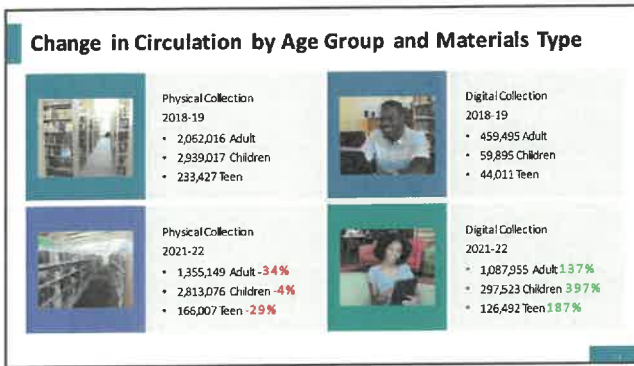 Change in Circulation by Age Group and Materials Type
Physical Collection
2018-19
• 2,062,016 Adult
• 2,939,017 Children
• 233,427 Teen
Digital Collection
2018-19
• 459,495 Adult
• 59,895 Children
• 44,011 Teen
Physical Collection
2021-22
• 1,355,149 Adult -34%
• 2,813,076 Children -4%
• 166,007 Teen -29%
Digital Collection
2021-22
• 1,087,955 Adult 137%
• 297,523 Children 397%
• 126,492 Teen 187%